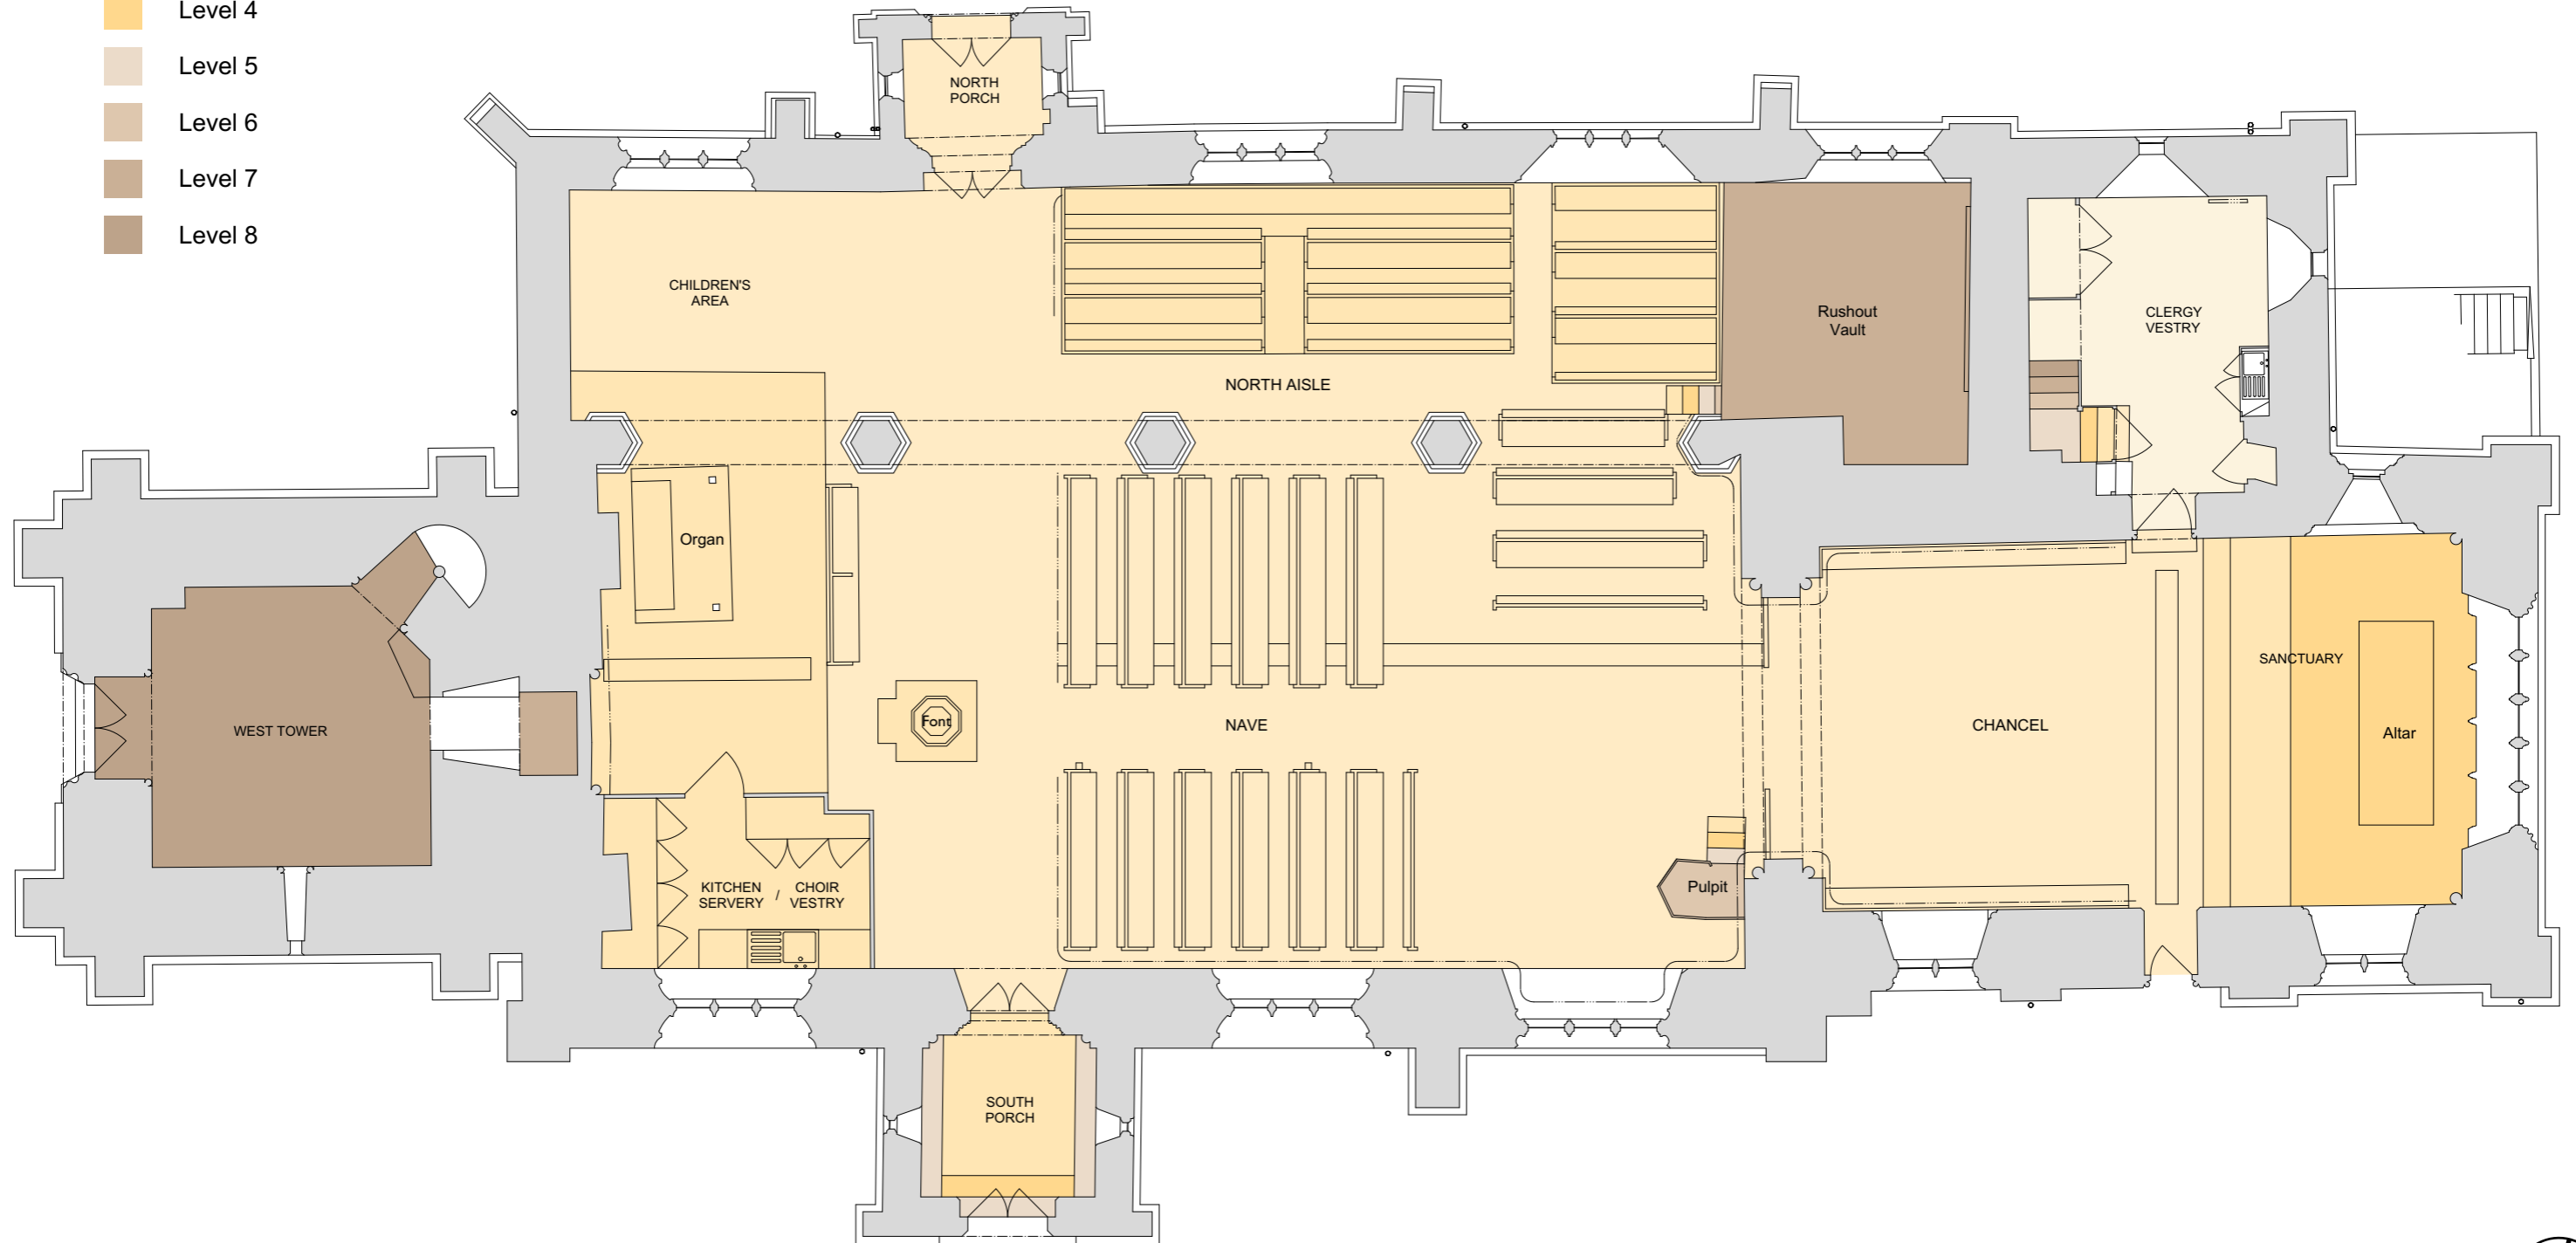 Level 4
Level 5
Level 6
Level 7
Level 8
NORTH
PORCH
CHILDREN'S
AREA
Rushout
Vault
CLERGY
VESTRY
NORTH AISLE
Organ
SANCTUARY
WEST TOWER
Font
NAVE
CHANCEL
Altar
KITCHEN
SERVERY
/
CHOIR
VESTRY
Pulpit
SOUTH
PORCH